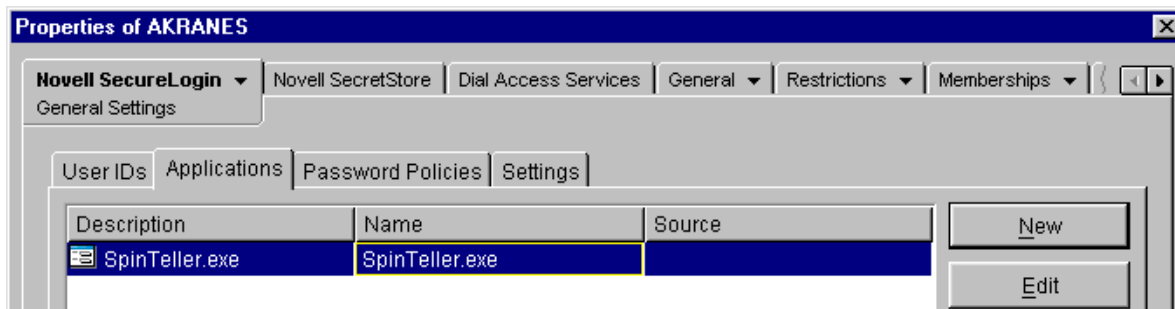 Properties of AKRANES
Novell SecureLogin Novell SecretStore Dial Access Services General Restrictions Memberships
General Settings
User IDs Applications Password Policies Settings
Description Name Source New
SpinTeller.exe SpinTeller.exe
Edit